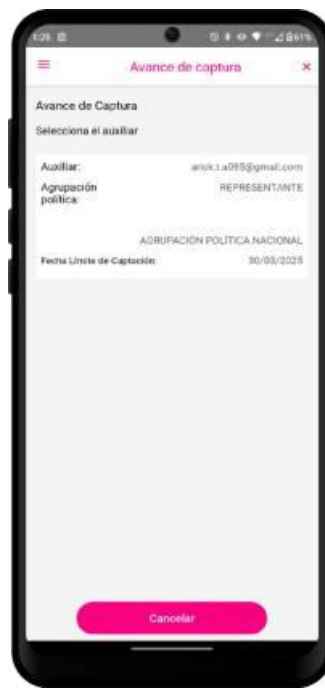 Avance de captura
Avance de Captura
Selecciona el auxiliar
Auxiliar:
Agrupación REPRESENTANTE
política:
AGRUPACIÓN POLÍTICA NACIONAL
Fecha Límite de Captación: 30/03/2025
Cancelar